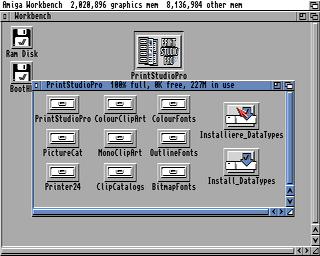 Amiga Workbench 2,020,896 graphics mem 8,136,984 other mem
Workbench
Ram Disk
PRINT STUDIO PRO
Boot
PrintStudioPro
PrintStudioPro 100% full, 0K free, 227M in use
PrintStudioPro ColourClipArt ColourFonts Installiere_DataTypes
PictureCat MonoClipArt OutlineFonts
Install_DataTypes
Printer24 ClipCatalogs BitmapFonts